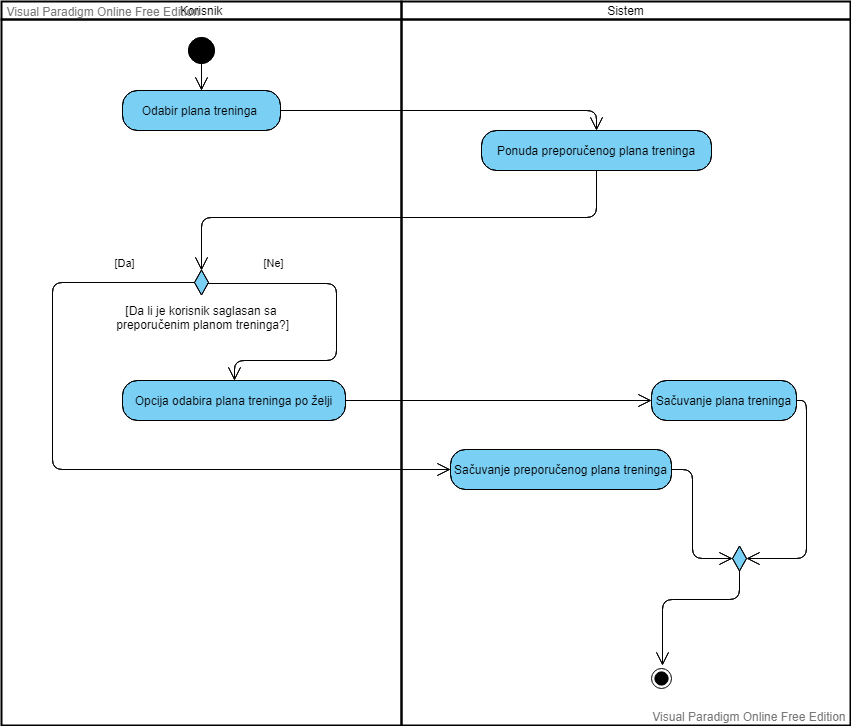 Visual Paradigm Online Free Edition
Korisnik
Sistem
Odabir plana treninga
Ponuda preporučenog plana treninga
[Da]
[Ne]
[Da li je korisnik saglasan sa
preporučenim planom treninga?]
Opcija odabira plana treninga po želji
Sačuvanje plana treninga
Sačuvanje preporučenog plana treninga
Visual Paradigm Online Free Edition